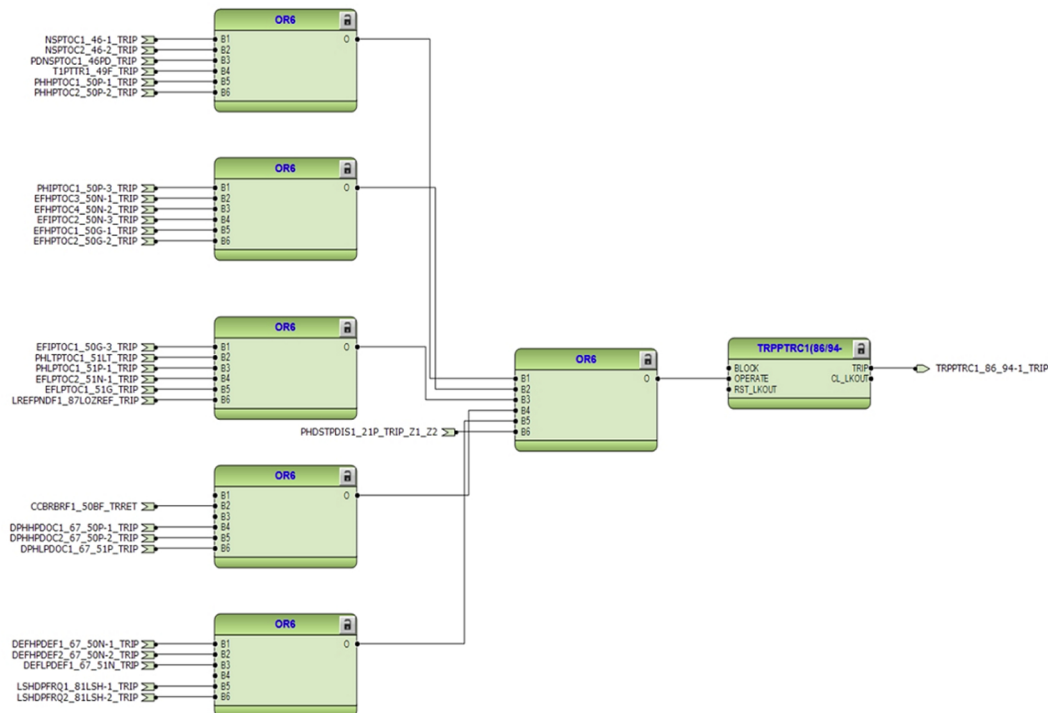 OR6
NSPTOC1_46-1_TRIP B1 O
NSPTOC2_46-2_TRIP B2
PDNSPTOC1_46PD_TRIP B3
T1PTTR1_49F_TRIP B4
PHHPTOC1_50P-1_TRIP B5
PHHPTOC2_50P-2_TRIP B6
OR6
PHIPTOC1_50P-3_TRIP B1 O
EFHPTOC3_50N-1_TRIP B2
EFHPTOC4_50N-2_TRIP B3
EFIPTOC2_50N-3_TRIP B4
EFHPTOC1_50G-1_TRIP B5
EFHPTOC2_50G-2_TRIP B6
OR6
EFIPTOC1_50G-3_TRIP B1 O
PHLTPTOC1_51LT_TRIP B2
PHLPTOC1_51P-1_TRIP B3
EFLPTOC2_51N-1_TRIP B4
EFLPTOC1_51G_TRIP B5
LREFPNDF1_87LOZREF_TRIP B6
OR6
B1 O
B2
B3
B4
B5
PHDSTPDIS1_21P_TRIP_Z1_Z2 B6
TRPPTRC1(86/94-
BLOCK TRIP
OPERATE CL_LKOUT
RST_LKOUT
TRPPTRC1_86_94-1_TRIP
OR6
B1 O
CCBRBRF1_50BF_TRRET B2
B3
DPHHPDOC1_67_50P-1_TRIP B4
DPHHPDOC2_67_50P-2_TRIP B5
DPHLPDOC1_67_51P_TRIP B6
OR6
DEFHPDEF1_67_50N-1_TRIP B1 O
DEFHPDEF2_67_50N-2_TRIP B2
DEFLPDEF1_67_51N_TRIP B3
B4
LSHDPFRQ1_81LSH-1_TRIP B5
LSHDPFRQ2_81LSH-2_TRIP B6